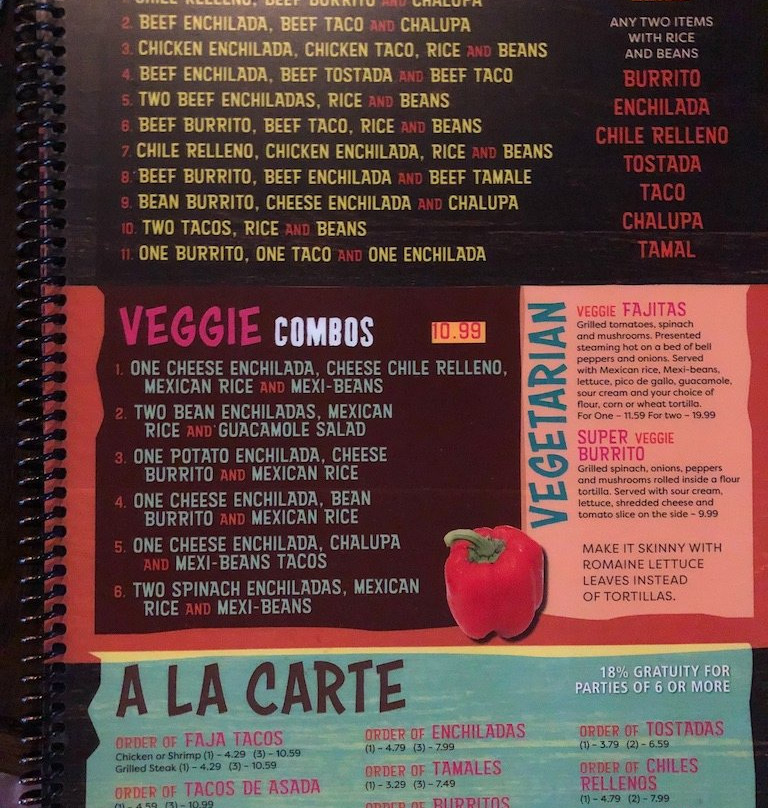 1. CHILE RELLENO, BEEF BURRITO AND CHALUPA
2. BEEF ENCHILADA, BEEF TACO AND CHALUPA
3. CHICKEN ENCHILADA, CHICKEN TACO, RICE AND BEANS
4. BEEF ENCHILADA, BEEF TOSTADA AND BEEF TACO
5. TWO BEEF ENCHILADAS, RICE AND BEANS
6. BEEF BURRITO, BEEF TACO, RICE AND BEANS
7. CHILE RELLENO, CHICKEN ENCHILADA, RICE AND BEANS
8. BEEF BURRITO, BEEF ENCHILADA AND BEEF TAMALE
9. BEAN BURRITO, CHEESE ENCHILADA AND CHALUPA
10. TWO TACOS, RICE AND BEANS
11. ONE BURRITO, ONE TACO AND ONE ENCHILADA
ANY TWO ITEMS
WITH RICE
AND BEANS
BURRITO
ENCHILADA
CHILE RELLENO
TOSTADA
TACO
CHALUPA
TAMAL
VEGGIE COMBOS 10.99
1. ONE CHEESE ENCHILADA, CHEESE CHILE RELLENO,
MEXICAN RICE AND MEXI-BEANS
2. TWO BEAN ENCHILADAS, MEXICAN
RICE AND GUACAMOLE SALAD
3. ONE POTATO ENCHILADA, CHEESE
BURRITO AND MEXICAN RICE
4. ONE CHEESE ENCHILADA, BEAN
BURRITO AND MEXICAN RICE
5. ONE CHEESE ENCHILADA, CHALUPA
AND MEXI-BEANS TACOS
6. TWO SPINACH ENCHILADAS, MEXICAN
RICE AND MEXI-BEANS
VEGETARIAN
VEGGIE FAJITAS
Grilled tomatoes, spinach
and mushrooms. Presented
steaming hot on a bed of bell
peppers and onions. Served
with Mexican rice, Mexi-beans,
lettuce, pico de gallo, guacamole,
sour cream and your choice of
flour, corn or wheat tortilla.
For One – 11.59 For two – 19.99
SUPER VEGGIE
BURRITO
Grilled spinach, onions, peppers
and mushrooms rolled inside a flour
tortilla. Served with sour cream,
lettuce, shredded cheese and
tomato slice on the side – 9.99
MAKE IT SKINNY WITH
ROMAINE LETTUCE
LEAVES INSTEAD
OF TORTILLAS.
A LA CARTE
18% GRATUITY FOR
PARTIES OF 6 OR MORE
ORDER OF FAJA TACOS
Chicken or Shrimp (1) – 4.29 (3) – 10.59
Grilled Steak (1) – 4.29 (3) – 10.59
ORDER OF TACOS DE ASADA
(1) – 4.59 (3) – 10.99
ORDER OF ENCHILADAS
(1) – 4.79 (3) – 7.99
ORDER OF TAMALES
(1) – 3.29 (3) – 7.49
ORDER OF BURRITOS
ORDER OF TOSTADAS
(1) – 3.79 (2) – 6.59
ORDER OF CHILES
RELLENOS
(1) – 4.79 (2) – 7.99